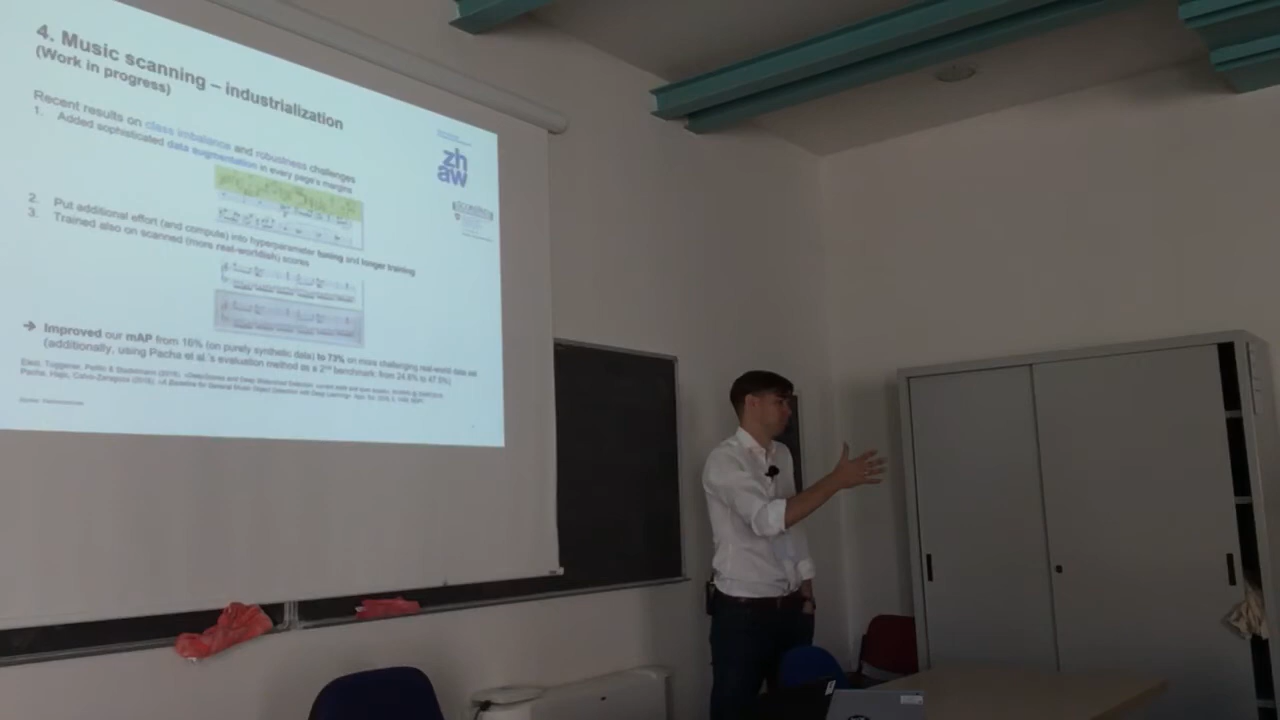 4. Music scanning – industrialization
(Work in progress)
Recent results on class imbalance and robustness challenges
1. Added sophisticated data augmentation in every page's margins
2. Put additional effort (and compute) into hyperparameter tuning and longer training
3. Trained also on scanned (more real-worldish) scores
→ Improved our mAP from 16% (on purely synthetic data) to 73% on more challenging real-world data set
(additionally, using Pacha et al.'s evaluation method as a 2nd benchmark: from 24.8% to 47.5%)
zh
aw